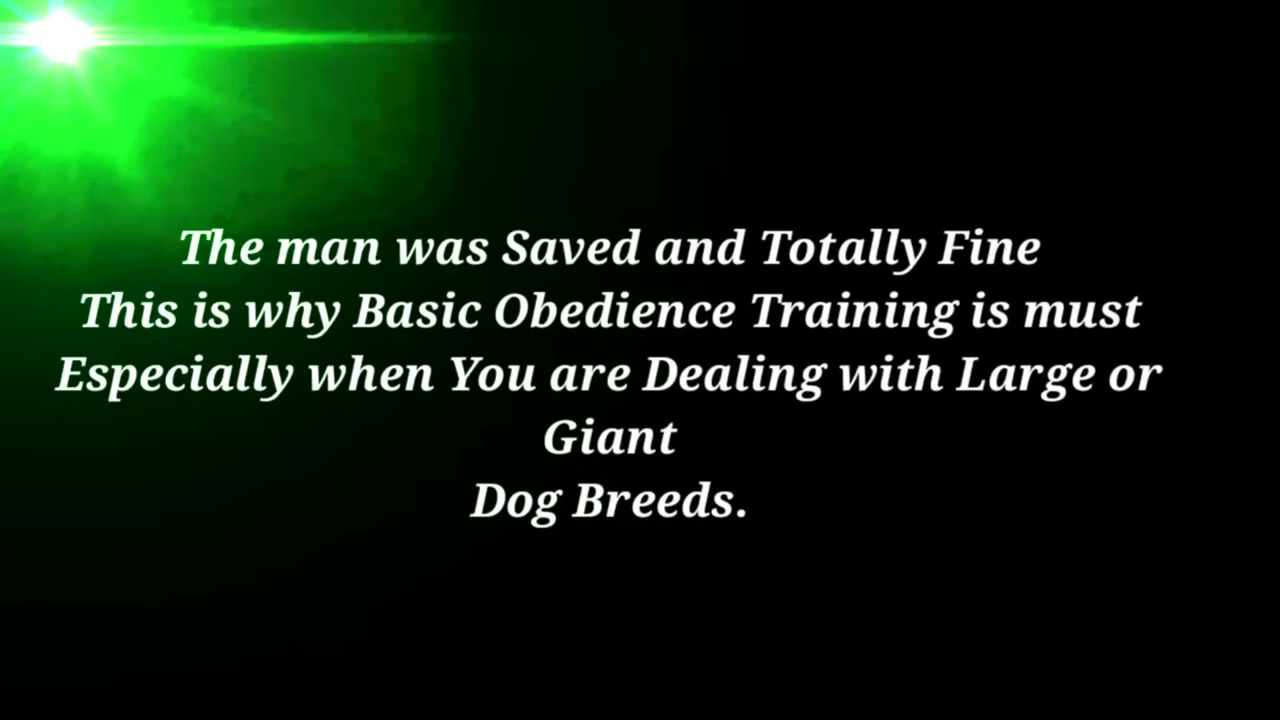 The man was Saved and Totally Fine
This is why Basic Obedience Training is must
Especially when You are Dealing with Large or
Giant
Dog Breeds.